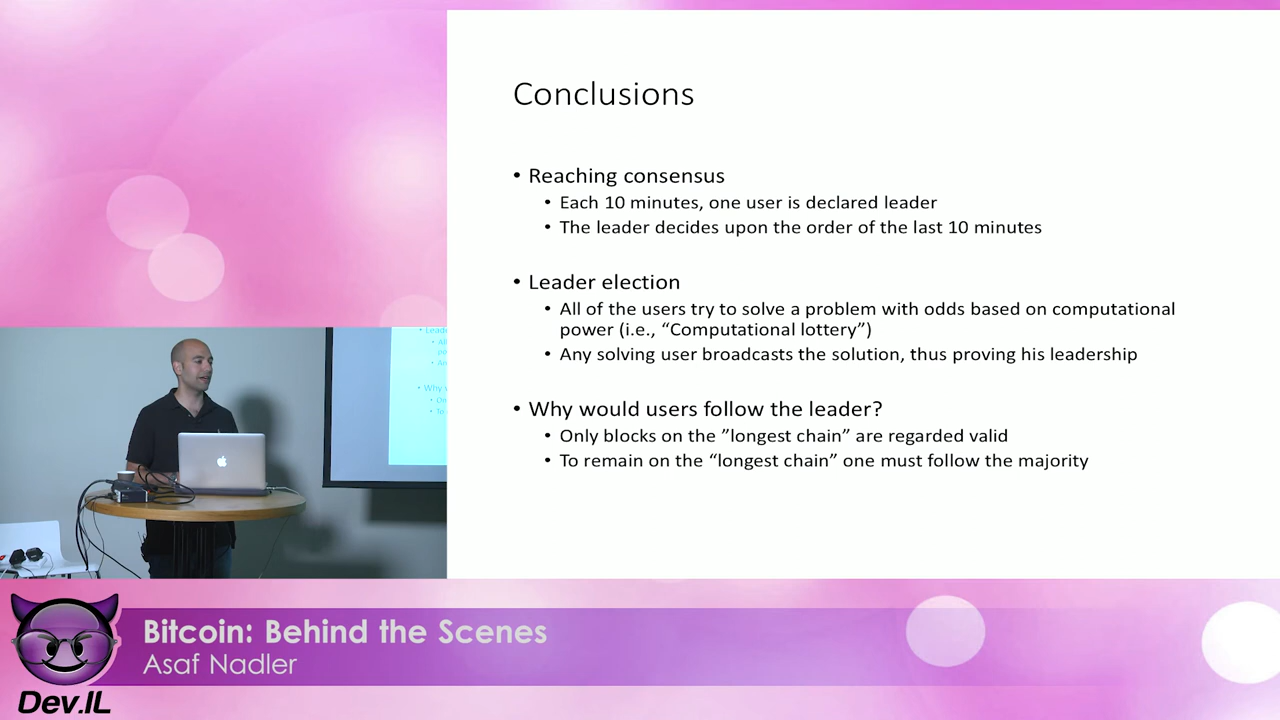 Conclusions
• Reaching consensus
• Each 10 minutes, one user is declared leader
• The leader decides upon the order of the last 10 minutes
• Leader election
• All of the users try to solve a problem with odds based on computational
power (i.e., “Computational lottery”)
• Any solving user broadcasts the solution, thus proving his leadership
• Why would users follow the leader?
• Only blocks on the ”longest chain” are regarded valid
• To remain on the “longest chain” one must follow the majority
Bitcoin: Behind the Scenes
Asaf Nadler
Dev.IL